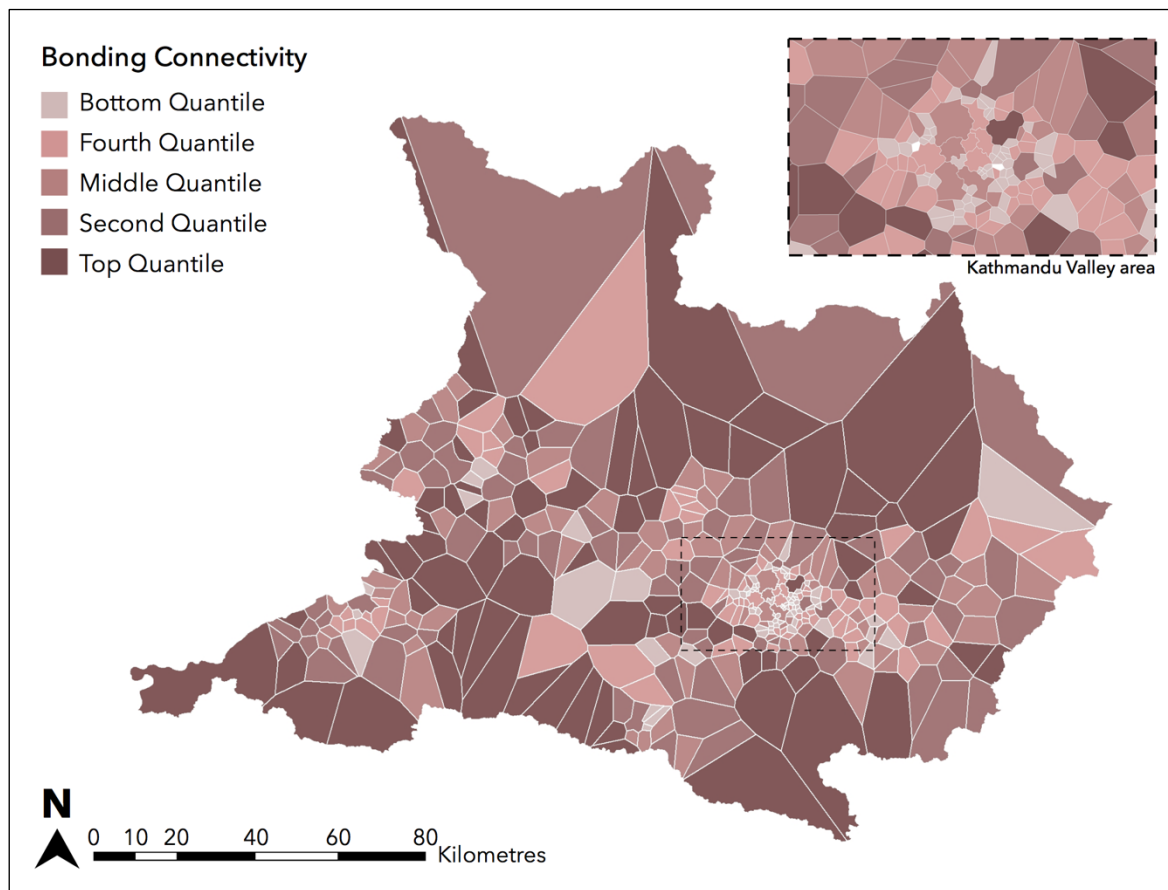 Bonding Connectivity
Bottom Quantile
Fourth Quantile
Middle Quantile
Second Quantile
Top Quantile
Kathmandu Valley area
N
0 10 20 40 60 80
Kilometres